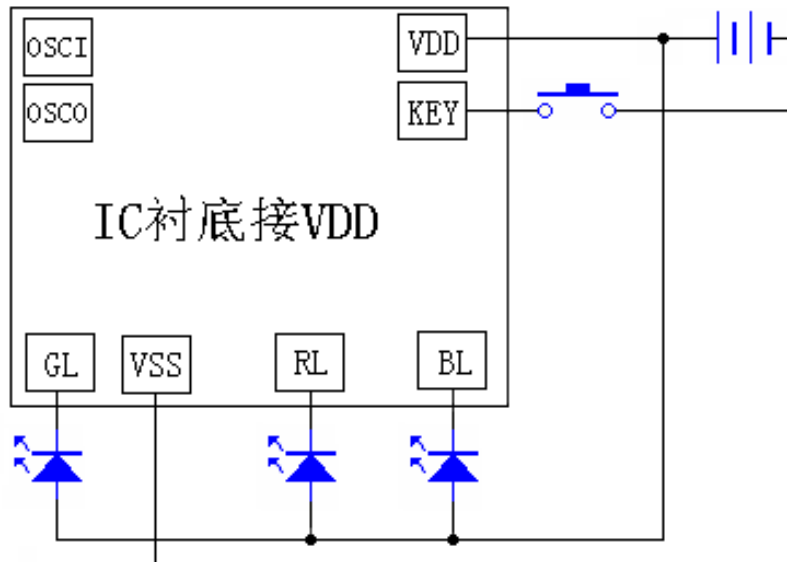 OSCI
VDD
OSCO
KEY
IC衬底接VDD
GL
VSS
RL
BL